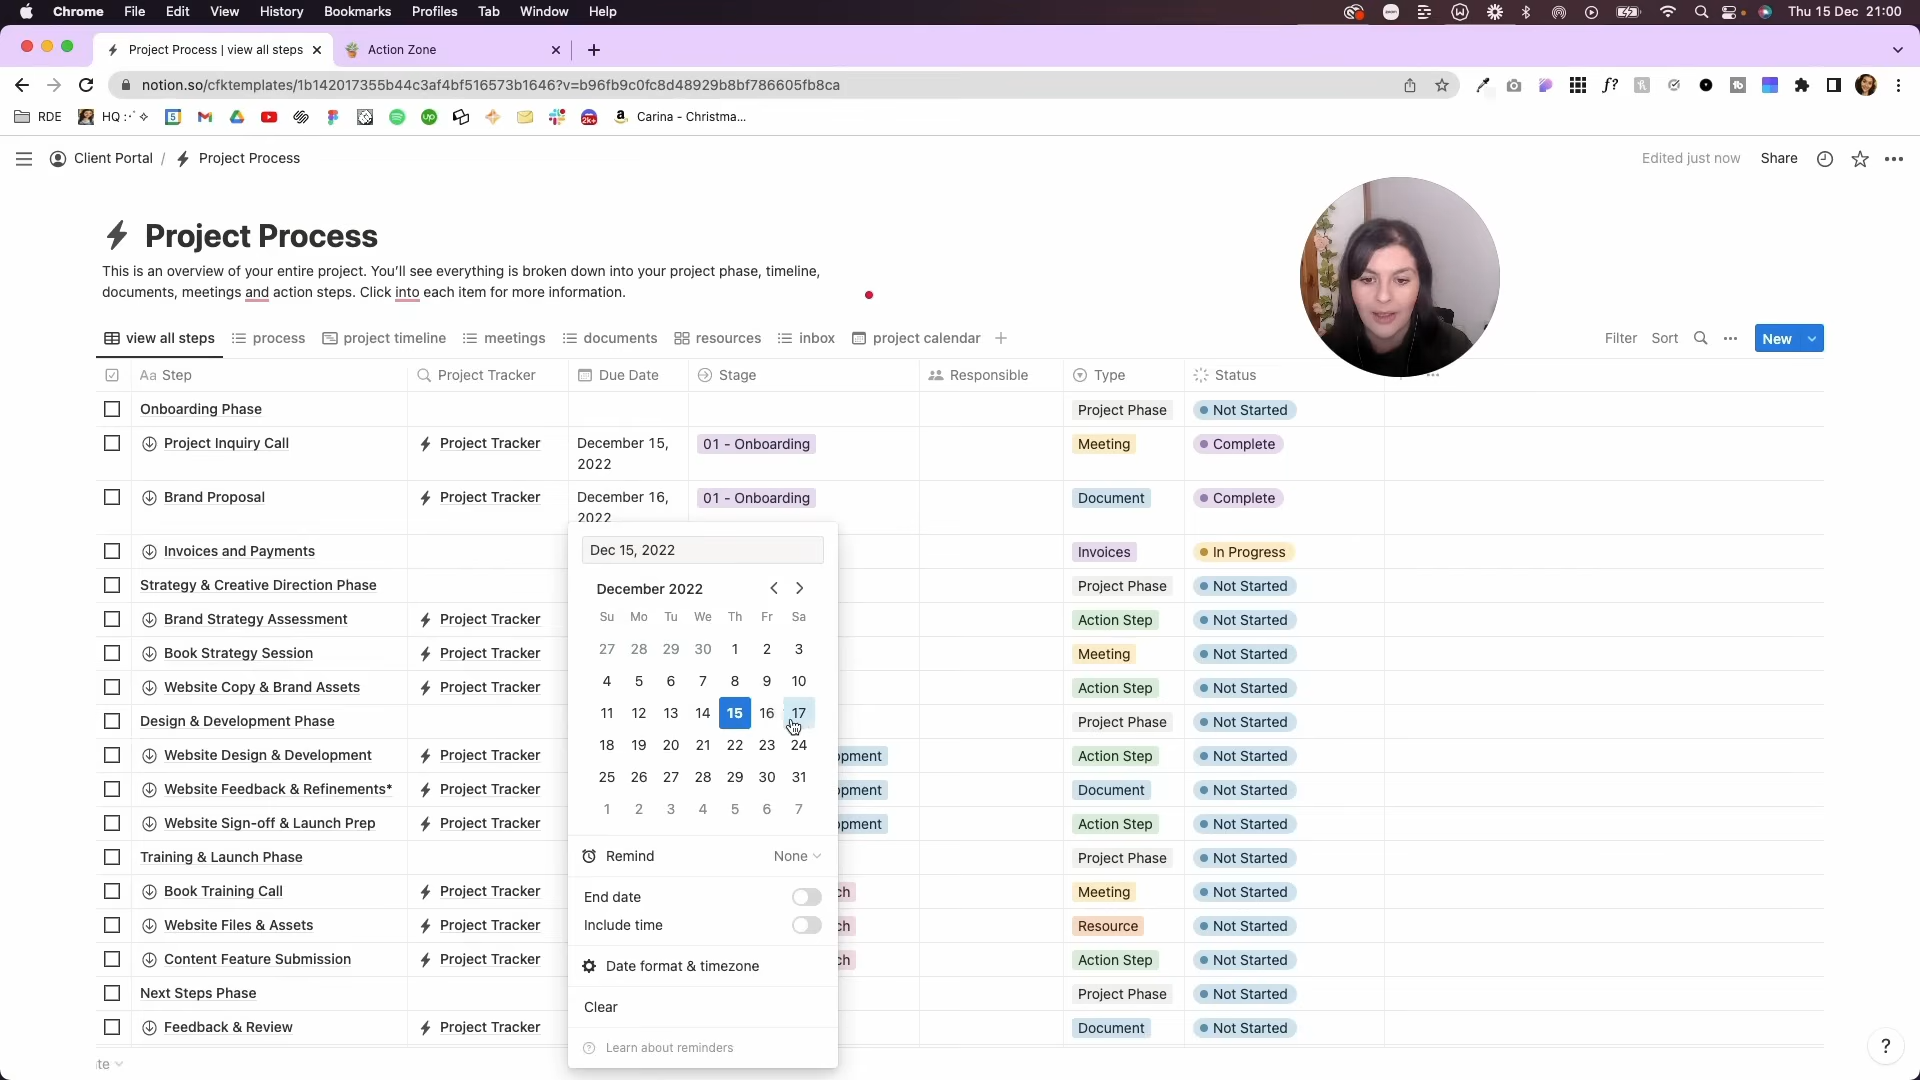 Chrome File Edit View History Bookmarks Profiles Tab Window Help Thu 15 Dec 21:00
Project Process | view all steps Action Zone
notion.so/cfktemplates/1b142017355b44c3af4bf516573b1646?v=b96fb9c0fc8d48929b8bf786605fb8ca
RDE HQ Carina - Christma...
Client Portal / Project Process Edited just now Share
Project Process
This is an overview of your entire project. You'll see everything is broken down into your project phase, timeline,
documents, meetings and action steps. Click into each item for more information.
view all steps process project timeline meetings documents resources inbox project calendar Filter Sort New
Aa Step Project Tracker Due Date Stage Responsible Type Status
Onboarding Phase Project Phase Not Started
Project Inquiry Call Project Tracker December 15, 01 - Onboarding Meeting Complete
2022
Brand Proposal Project Tracker December 16, 01 - Onboarding Document Complete
2022
Invoices and Payments Dec 15, 2022 Invoices In Progress
Strategy & Creative Direction Phase December 2022 Project Phase Not Started
Su Mo Tu We Th Fr Sa
Brand Strategy Assessment Project Tracker Action Step Not Started
27 28 29 30 1 2 3
Book Strategy Session Project Tracker Meeting Not Started
4 5 6 7 8 9 10
Website Copy & Brand Assets Project Tracker Action Step Not Started
11 12 13 14 15 16 17
Design & Development Phase Project Phase Not Started
18 19 20 21 22 23 24
Website Design & Development Project Tracker opment Action Step Not Started
25 26 27 28 29 30 31
Website Feedback & Refinements* Project Tracker opment Document Not Started
1 2 3 4 5 6 7
Website Sign-off & Launch Prep Project Tracker opment Action Step Not Started
Training & Launch Phase Remind None Project Phase Not Started
Book Training Call Project Tracker End date ch Meeting Not Started
Website Files & Assets Project Tracker Include time ch Resource Not Started
Content Feature Submission Project Tracker Date format & timezone ch Action Step Not Started
Next Steps Phase Clear Project Phase Not Started
Feedback & Review Project Tracker Document Not Started
Learn about reminders
te